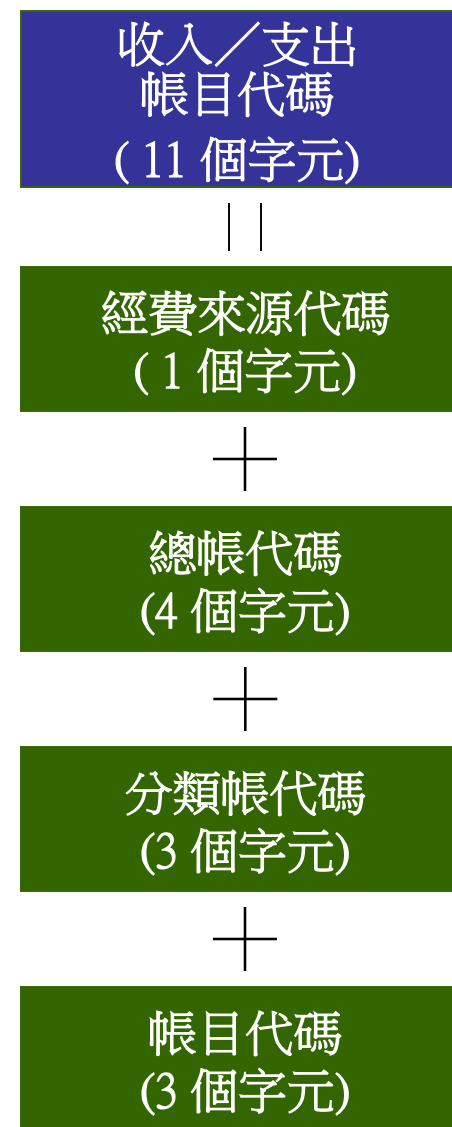 收入／支出
帳目代碼
( 11 個字元)
經費來源代碼
( 1 個字元)
總帳代碼
(4 個字元)
分類帳代碼
(3 個字元)
帳目代碼
(3 個字元)